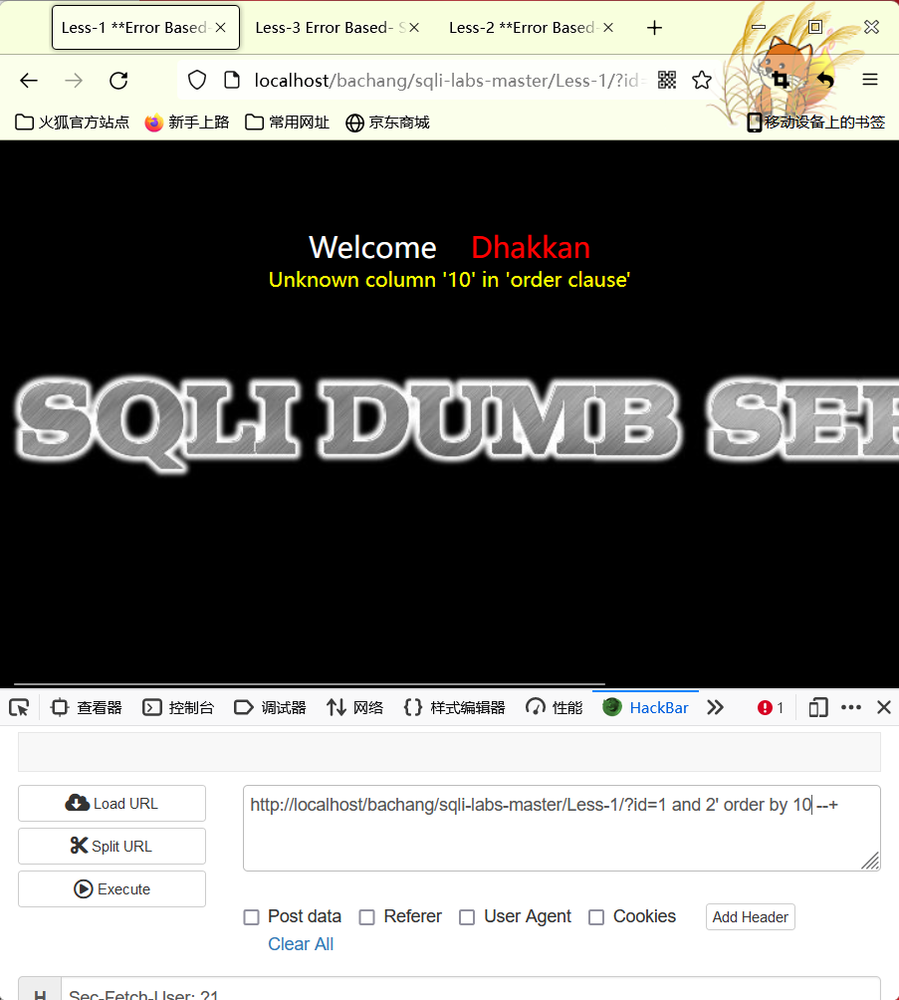 Less-1 **Error Based- Less-3 Error Based- S Less-2 **Error Based-
localhost/bachang/sqli-labs-master/Less-1/?id=
火狐官方站点 新手上路 常用网址 京东商城 移动设备上的书签
Welcome Dhakkan
Unknown column '10' in 'order clause'
SQLI DUMB
查看器 控制台 调试器 网络 样式编辑器 性能 HackBar 1
Load URL
http://localhost/bachang/sqli-labs-master/Less-1/?id=1 and 2' order by 10 --+
Split URL
Execute
Post data Referer User Agent Cookies Add Header
Clear All
H Sec-Fetch-User: ?1